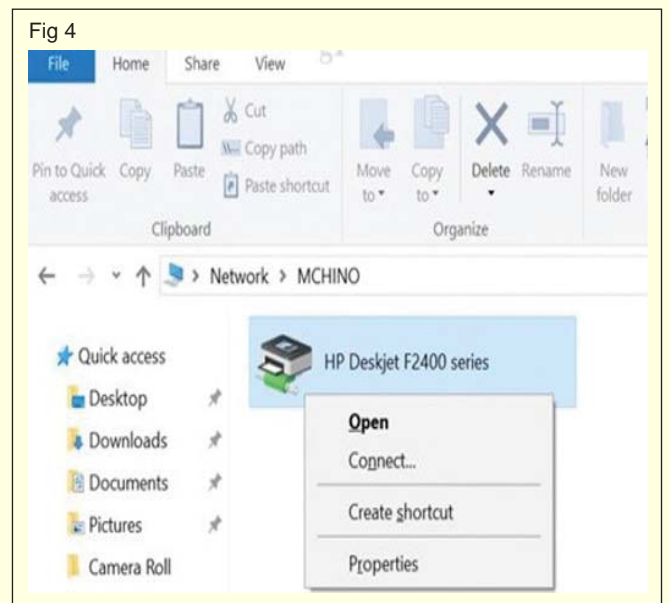 Fig 4
File Home Share View
Pin to Quick access
Copy
Paste
Cut
Copy path
Paste shortcut
Clipboard
Move to
Copy to
Delete
Rename
New folder
Organize
Network > MCHINO
Quick access
Desktop
Downloads
Documents
Pictures
Camera Roll
HP Deskjet F2400 series
Open
Connect...
Create shortcut
Properties